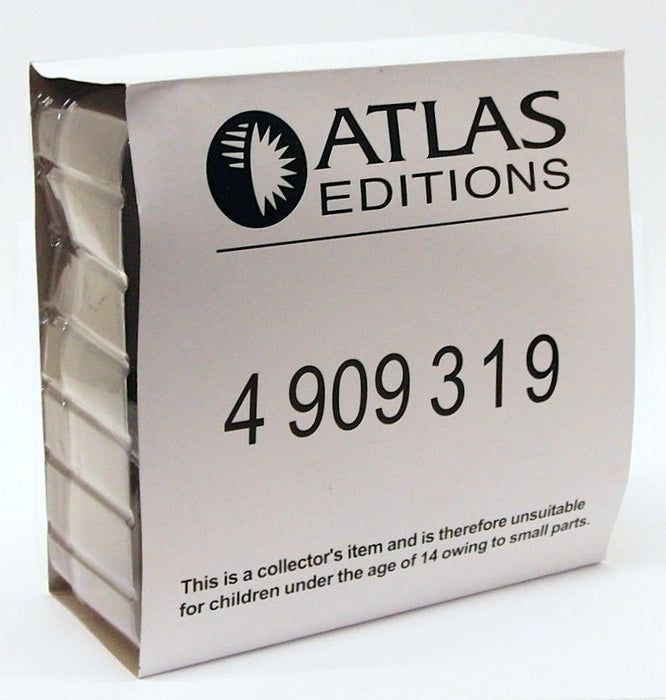 ATLAS
EDITIONS
4 909 319
This is a collector's item and is therefore unsuitable
for children under the age of 14 owing to small parts.